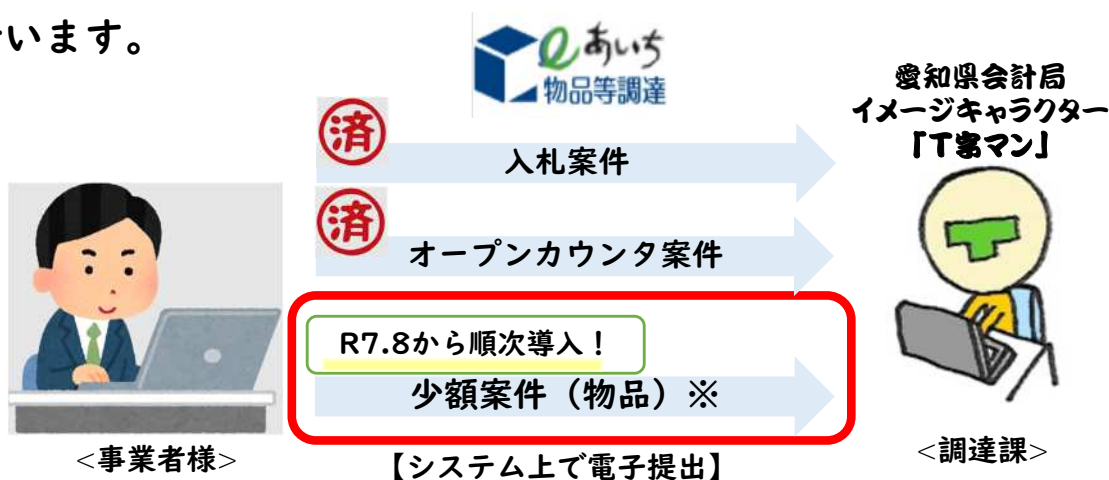 います。
eあいち
物品等調達
愛知県会計局
イメージキャラクター
「T寧マン」
済
入札案件
済
オープンカウンタ案件
R7.8から順次導入！
少額案件（物品）※
<事業者様>
【システム上で電子提出】
<調達課>